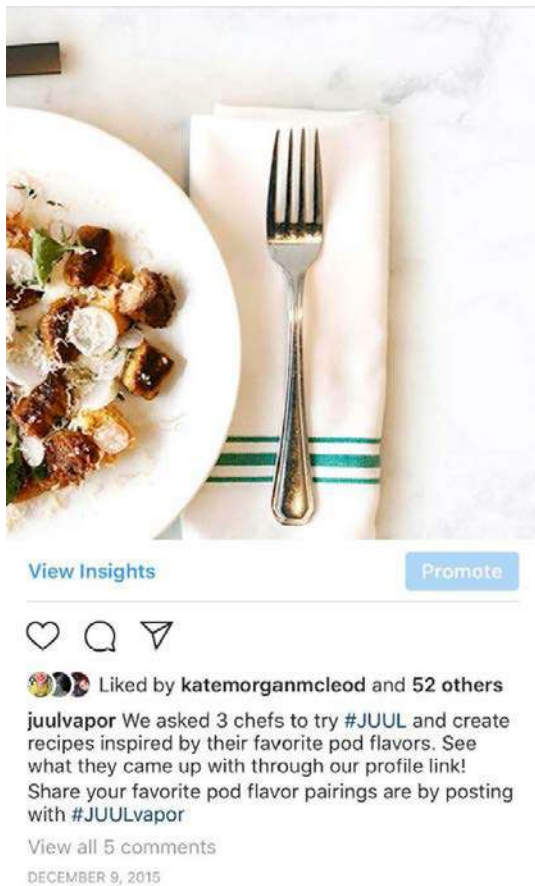 View Insights
Promote
Liked by katemorganmcleod and 52 others
juulvapor We asked 3 chefs to try #JUUL and create
recipes inspired by their favorite pod flavors. See
what they came up with through our profile link!
Share your favorite pod flavor pairings are by posting
with #JUULvapor
View all 5 comments
DECEMBER 9, 2015